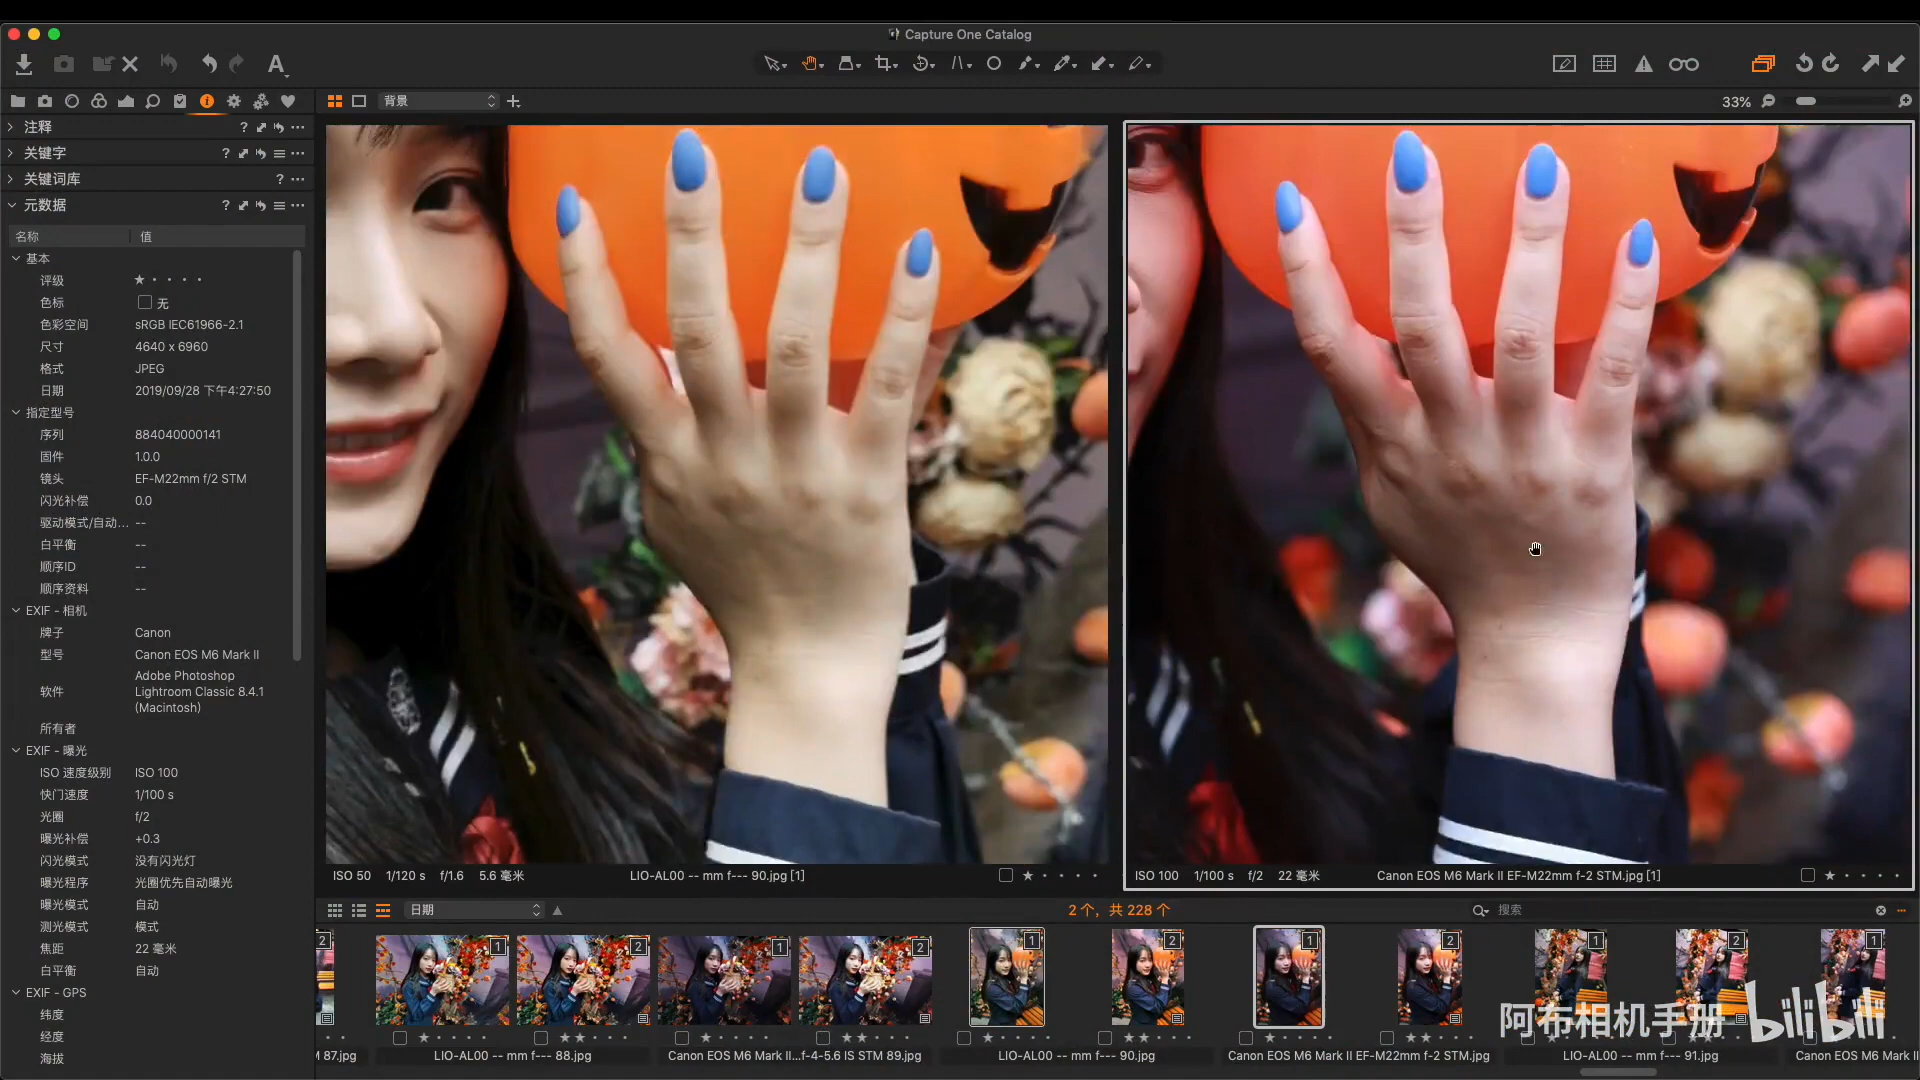 Capture One Catalog
背景
33%
注释
关键字
关键词库
元数据
名称 值
基本
评级
色标 无
色彩空间 sRGB IEC61966-2.1
尺寸 4640 x 6960
格式 JPEG
日期 2019/09/28 下午4:27:50
指定型号
序列 884040000141
固件 1.0.0
镜头 EF-M22mm f/2 STM
闪光补偿 0.0
驱动模式/自动... --
白平衡 --
顺序ID --
顺序资料 --
EXIF - 相机
牌子 Canon
型号 Canon EOS M6 Mark II
软件 Adobe Photoshop
Lightroom Classic 8.4.1
(Macintosh)
所有者
EXIF - 曝光
ISO 速度级别 ISO 100
快门速度 1/100 s
光圈 f/2
曝光补偿 +0.3
闪光模式 没有闪光灯
曝光程序 光圈优先自动曝光
曝光模式 自动
测光模式 模式
焦距 22 毫米
白平衡 自动
EXIF - GPS
纬度
经度
海拔
ISO 50 1/120 s f/1.6 5.6 毫米 LIO-AL00 -- mm f--- 90.jpg [1]
ISO 100 1/100 s f/2 22 毫米 Canon EOS M6 Mark II EF-M22mm f-2 STM.jpg [1]
日期
2 个，共 228 个
搜索
2 1 2 1 2 1 2 1 2 1 2 1
M 87.jpg
LIO-AL00 -- mm f--- 88.jpg
Canon EOS M6 Mark II...f-4-5.6 IS STM 89.jpg
LIO-AL00 -- mm f--- 90.jpg
Canon EOS M6 Mark II EF-M22mm f-2 STM.jpg
LIO-AL00 -- mm f--- 91.jpg
Canon EOS M6 Mark II
阿布相机手册 bilibili